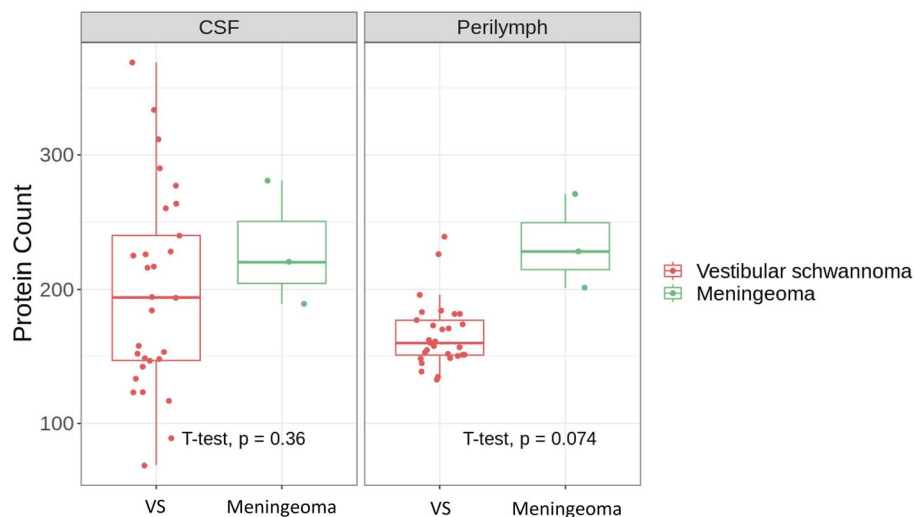 CSF
Perilymph
Protein Count
300
200
100
T-test, p = 0.36
T-test, p = 0.074
VS
Meningeoma
VS
Meningeoma
Vestibular schwannoma
Meningeoma